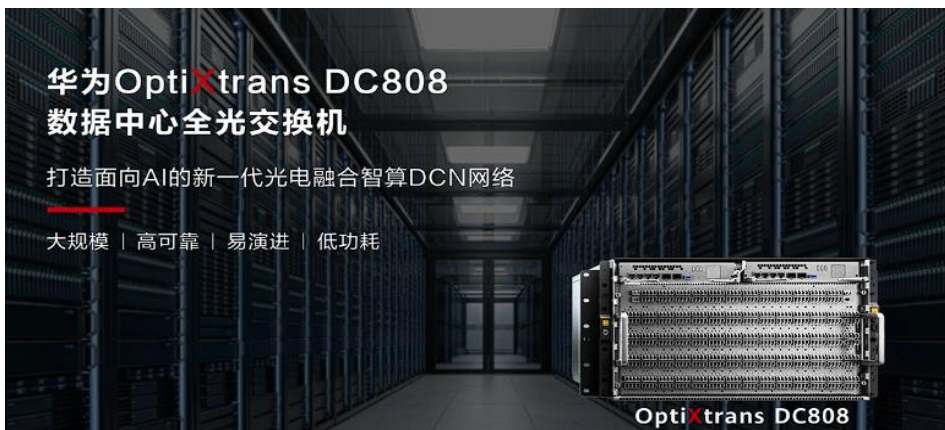 华为OptiXtrans DC808
数据中心全光交换机
打造面向AI的新一代光电融合智算DCN网络
大规模 | 高可靠 | 易演进 | 低功耗
OptiXtrans DC808